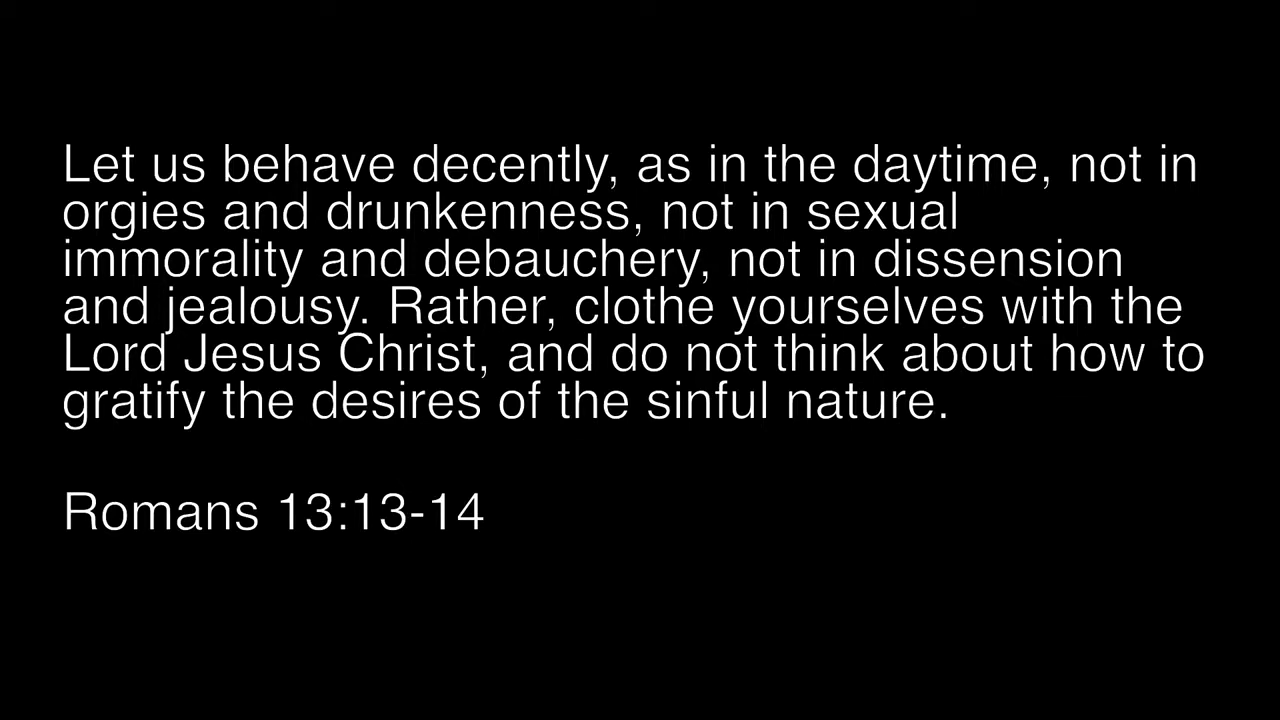 Let us behave decently, as in the daytime, not in
orgies and drunkenness, not in sexual
immorality and debauchery, not in dissension
and jealousy. Rather, clothe yourselves with the
Lord Jesus Christ, and do not think about how to
gratify the desires of the sinful nature.
Romans 13:13-14